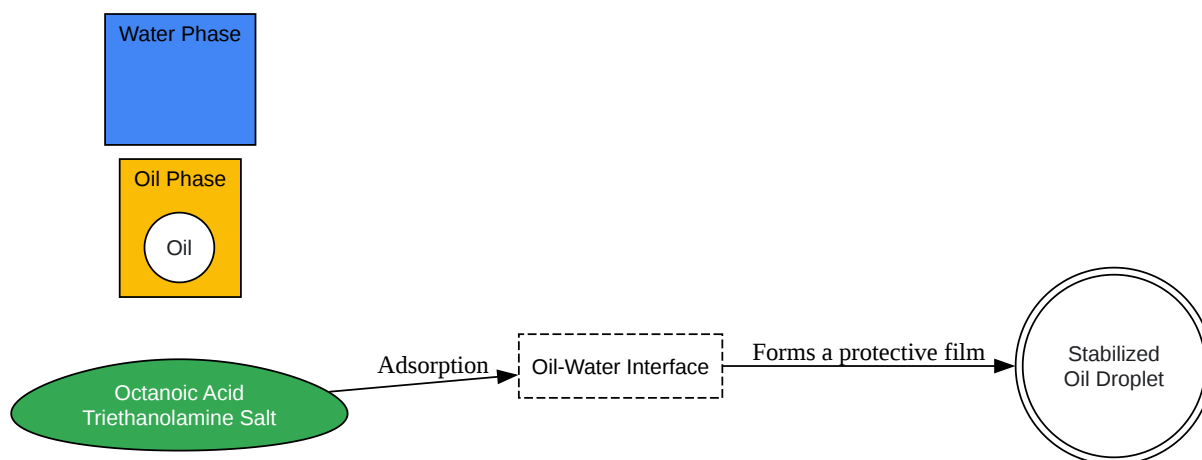 Water Phase
Oil Phase
Oil
Octanoic Acid
Triethanolamine Salt
Adsorption
Oil-Water Interface
Forms a protective film
Stabilized
Oil Droplet